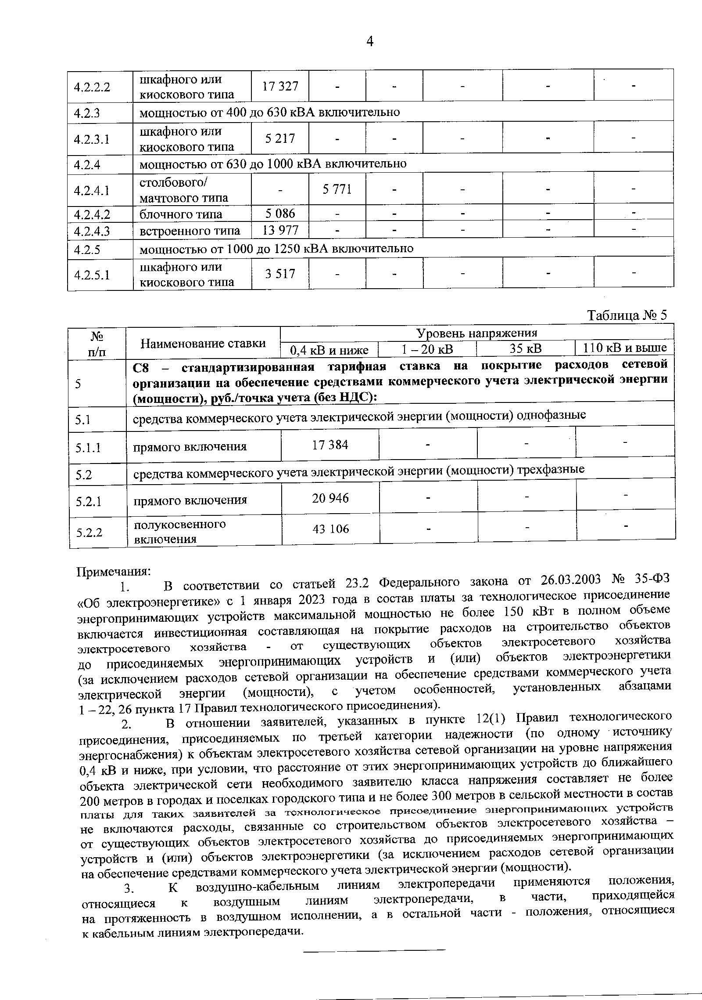 4
4.2.2.2 шкафного или киоскового типа 17 327 - - - - -
4.2.3 мощностью от 400 до 630 кВА включительно
4.2.3.1 шкафного или киоскового типа 5 217 - - - - -
4.2.4 мощностью от 630 до 1000 кВА включительно
4.2.4.1 столбового/ мачтового типа - 5 771 - - - -
4.2.4.2 блочного типа 5 086 - - - - -
4.2.4.3 встроенного типа 13 977 - - - - -
4.2.5 мощностью от 1000 до 1250 кВА включительно
4.2.5.1 шкафного или киоскового типа 3 517 - - - - -
Таблица № 5
№ п/п Наименование ставки Уровень напряжения
0,4 кВ и ниже 1 – 20 кВ 35 кВ 110 кВ и выше
5 С8 – стандартизированная тарифная ставка на покрытие расходов сетевой
организации на обеспечение средствами коммерческого учета электрической энергии
(мощности), руб./точка учета (без НДС):
5.1 средства коммерческого учета электрической энергии (мощности) однофазные
5.1.1 прямого включения 17 384 - - -
5.2 средства коммерческого учета электрической энергии (мощности) трехфазные
5.2.1 прямого включения 20 946 - - -
5.2.2 полукосвенного включения 43 106 - - -
Примечания:
1. В соответствии со статьей 23.2 Федерального закона от 26.03.2003 № 35-ФЗ
«Об электроэнергетике» с 1 января 2023 года в состав платы за технологическое присоединение
энергопринимающих устройств максимальной мощностью не более 150 кВт в полном объеме
включается инвестиционная составляющая на покрытие расходов на строительство объектов
электросетевого хозяйства - от существующих объектов электросетевого хозяйства
до присоединяемых энергопринимающих устройств и (или) объектов электроэнергетики
(за исключением расходов сетевой организации на обеспечение средствами коммерческого учета
электрической энергии (мощности), с учетом особенностей, установленных абзацами
1 – 22, 26 пункта 17 Правил технологического присоединения).
2. В отношении заявителей, указанных в пункте 12(1) Правил технологического
присоединения, присоединяемых по третьей категории надежности (по одному источнику
энергоснабжения) к объектам электросетевого хозяйства сетевой организации на уровне напряжения
0,4 кВ и ниже, при условии, что расстояние от этих энергопринимающих устройств до ближайшего
объекта электрической сети необходимого заявителю класса напряжения составляет не более
200 метров в городах и поселках городского типа и не более 300 метров в сельской местности в состав
платы для таких заявителей за технологическое присоединение энергопринимающих устройств
не включаются расходы, связанные со строительством объектов электросетевого хозяйства –
от существующих объектов электросетевого хозяйства до присоединяемых энергопринимающих
устройств и (или) объектов электроэнергетики (за исключением расходов сетевой организации
на обеспечение средствами коммерческого учета электрической энергии (мощности).
3. К воздушно-кабельным линиям электропередачи применяются положения,
относящиеся к воздушным линиям электропередачи, в части, приходящейся
на протяженность в воздушном исполнении, а в остальной части - положения, относящиеся
к кабельным линиям электропередачи.